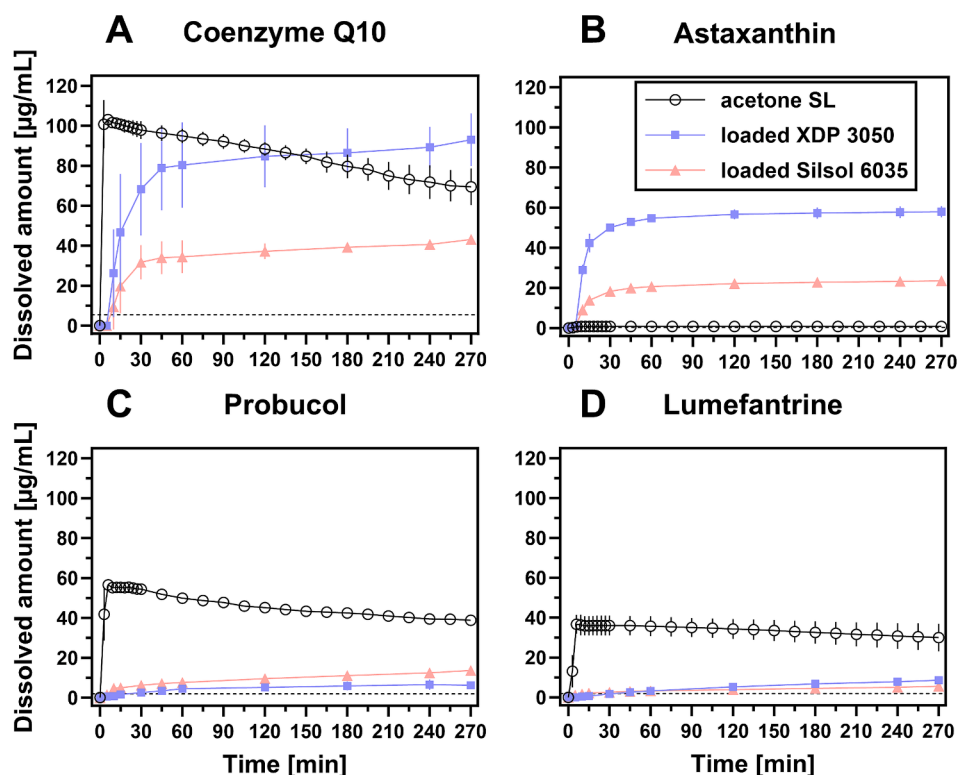 A Coenzyme Q10
B Astaxanthin
Dissolved amount [µg/mL]
120
100
80
60
40
20
0
0 30 60 90 120 150 180 210 240 270
120
100
80
60
40
20
0
0 30 60 90 120 150 180 210 240 270
acetone SL
loaded XDP 3050
loaded Silsol 6035
C Probucol
D Lumefantrine
Dissolved amount [µg/mL]
120
100
80
60
40
20
0
0 30 60 90 120 150 180 210 240 270
Time [min]
120
100
80
60
40
20
0
0 30 60 90 120 150 180 210 240 270
Time [min]